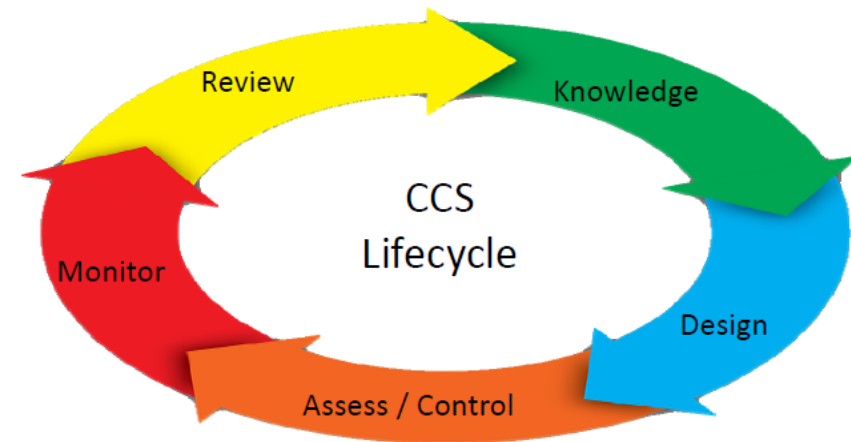 Review
Knowledge
CCS
Lifecycle
Monitor
Design
Assess / Control